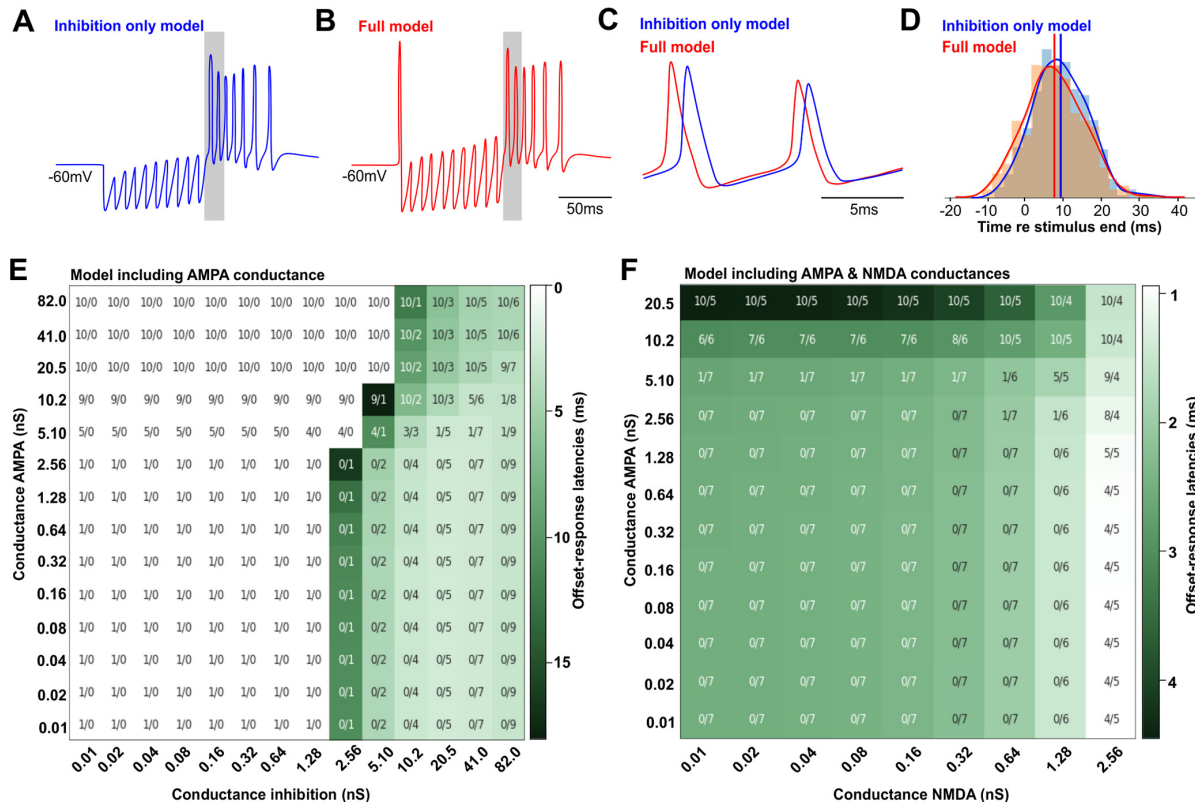 A
Inhibition only model
-60mV
B
Full model
-60mV
50ms
C
Inhibition only model
Full model
5ms
D
Inhibition only model
Full model
-20 -10 0 10 20 30 40
Time re stimulus end (ms)
E
Model including AMPA conductance
Conductance AMPA (nS)
82.0 10/0 10/0 10/0 10/0 10/0 10/0 10/0 10/0 10/0 10/0 10/1 10/3 10/5 10/6
41.0 10/0 10/0 10/0 10/0 10/0 10/0 10/0 10/0 10/0 10/0 10/2 10/3 10/5 10/6
20.5 10/0 10/0 10/0 10/0 10/0 10/0 10/0 10/0 10/0 10/0 10/2 10/3 10/5 9/7
10.2 9/0 9/0 9/0 9/0 9/0 9/0 9/0 9/0 9/0 9/1 10/2 10/3 5/6 1/8
5.10 5/0 5/0 5/0 5/0 5/0 5/0 5/0 4/0 4/0 4/1 3/3 1/5 1/7 1/9
2.56 1/0 1/0 1/0 1/0 1/0 1/0 1/0 1/0 0/1 0/2 0/4 0/5 0/7 0/9
1.28 1/0 1/0 1/0 1/0 1/0 1/0 1/0 1/0 0/1 0/2 0/4 0/5 0/7 0/9
0.64 1/0 1/0 1/0 1/0 1/0 1/0 1/0 1/0 0/1 0/2 0/4 0/5 0/7 0/9
0.32 1/0 1/0 1/0 1/0 1/0 1/0 1/0 1/0 0/1 0/2 0/4 0/5 0/7 0/9
0.16 1/0 1/0 1/0 1/0 1/0 1/0 1/0 1/0 0/1 0/2 0/4 0/5 0/7 0/9
0.08 1/0 1/0 1/0 1/0 1/0 1/0 1/0 1/0 0/1 0/2 0/4 0/5 0/7 0/9
0.04 1/0 1/0 1/0 1/0 1/0 1/0 1/0 1/0 0/1 0/2 0/4 0/5 0/7 0/9
0.02 1/0 1/0 1/0 1/0 1/0 1/0 1/0 1/0 0/1 0/2 0/4 0/5 0/7 0/9
0.01 1/0 1/0 1/0 1/0 1/0 1/0 1/0 1/0 0/1 0/2 0/4 0/5 0/7 0/9
0.01 0.02 0.04 0.08 0.16 0.32 0.64 1.28 2.56 5.10 10.2 20.5 41.0 82.0
Conductance inhibition (nS)
0
5
10
15
Offset-response latencies (ms)
F
Model including AMPA & NMDA conductances
Conductance AMPA (nS)
20.5 10/5 10/5 10/5 10/5 10/5 10/5 10/5 10/4 10/4
10.2 6/6 7/6 7/6 7/6 7/6 8/6 10/5 10/5 10/4
5.10 1/7 1/7 1/7 1/7 1/7 1/7 1/6 5/5 9/4
2.56 0/7 0/7 0/7 0/7 0/7 0/7 1/7 1/6 8/4
1.28 0/7 0/7 0/7 0/7 0/7 0/7 0/7 0/6 5/5
0.64 0/7 0/7 0/7 0/7 0/7 0/7 0/7 0/6 4/5
0.32 0/7 0/7 0/7 0/7 0/7 0/7 0/7 0/6 4/5
0.16 0/7 0/7 0/7 0/7 0/7 0/7 0/7 0/6 4/5
0.08 0/7 0/7 0/7 0/7 0/7 0/7 0/7 0/6 4/5
0.04 0/7 0/7 0/7 0/7 0/7 0/7 0/7 0/6 4/5
0.02 0/7 0/7 0/7 0/7 0/7 0/7 0/7 0/6 4/5
0.01 0/7 0/7 0/7 0/7 0/7 0/7 0/7 0/6 4/5
0.01 0.02 0.04 0.08 0.16 0.32 0.64 1.28 2.56
Conductance NMDA (nS)
1
2
3
4
Offset-response latencies (ms)